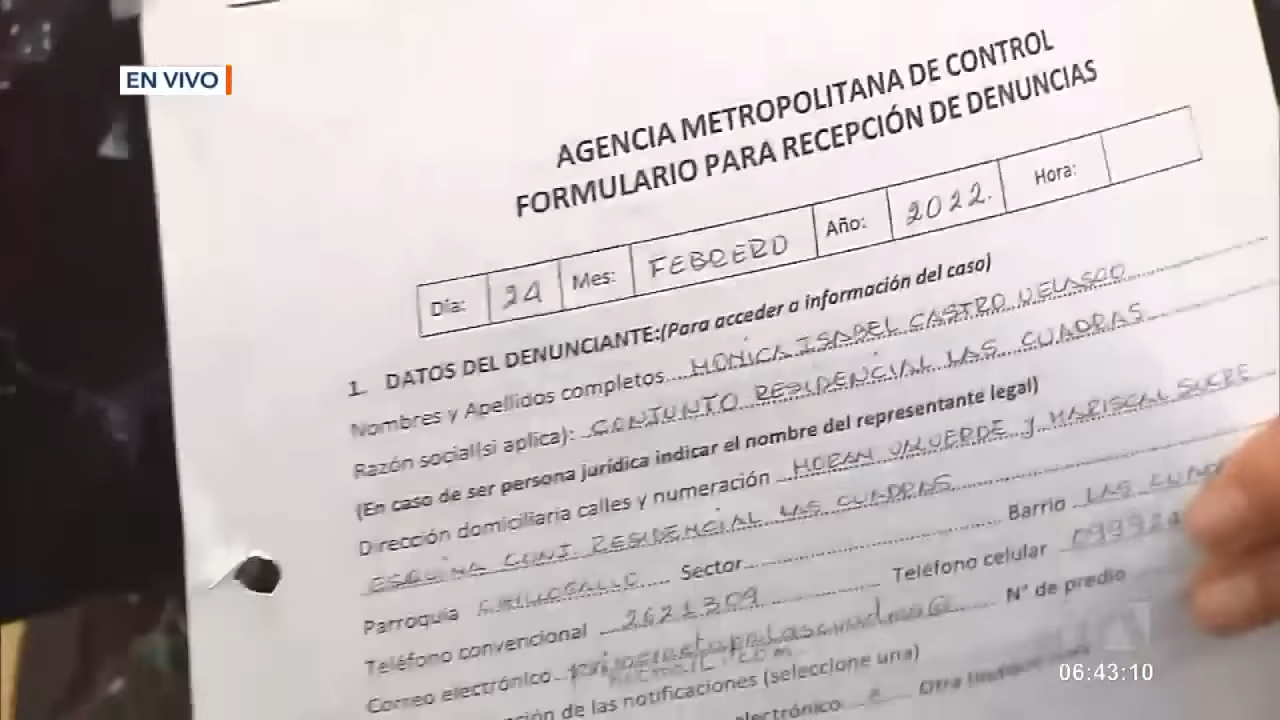 EN VIVO
AGENCIA METROPOLITANA DE CONTROL
FORMULARIO PARA RECEPCIÓN DE DENUNCIAS
Día: 24 Mes: FEBRERO Año: 2022. Hora:
1. DATOS DEL DENUNCIANTE:(Para acceder a información del caso)
Nombres y Apellidos completos MONICA ISABEL CASTRO VELASCO
Razón social(si aplica): CONJUNTO RESIDENCIAL LAS CUADRAS
(En caso de ser persona jurídica indicar el nombre del representante legal)
Dirección domiciliaria calles y numeración MORAN VALVERDE Y MARISCAL SUCRE
ESQUINA CONJ. RESIDENCIAL LAS CUADRAS Barrio LAS
Parroquia Sector Teléfono celular
Teléfono convencional 2621309 N° de predio
Correo electrónico
de las notificaciones (seleccione una)
electrónico Otra
06:43:10